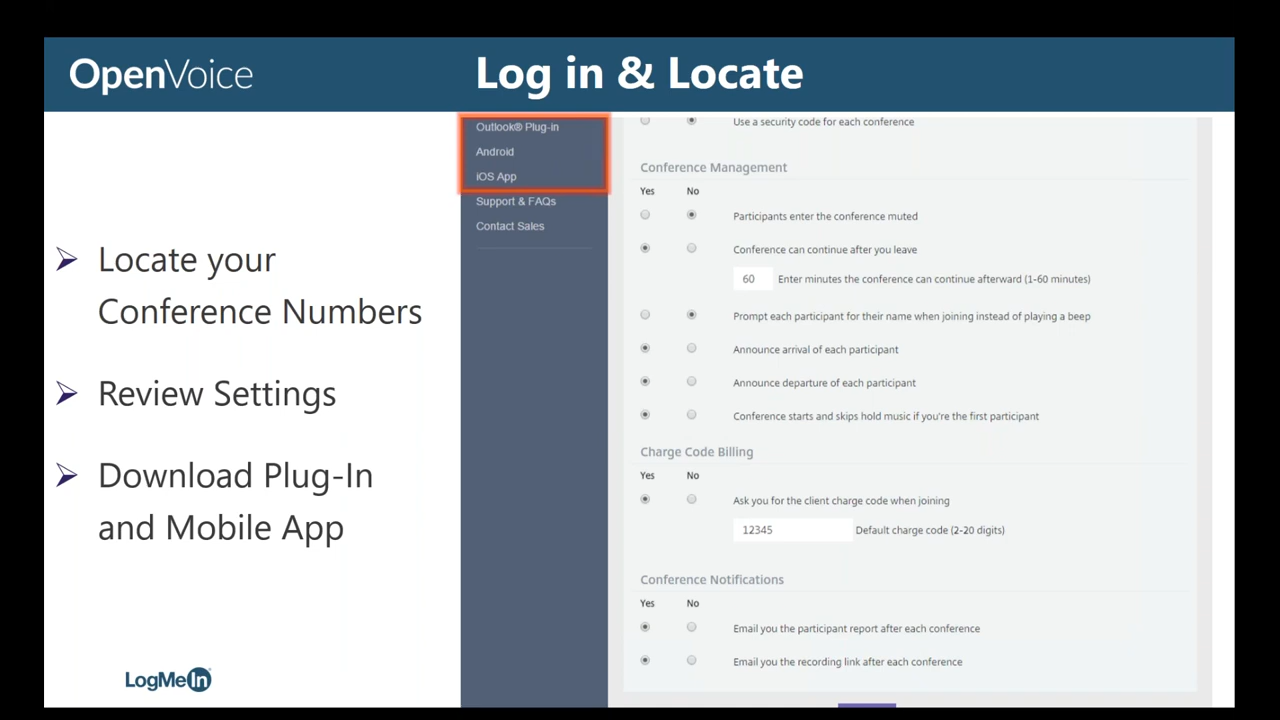 OpenVoice
Log in & Locate
Locate your
Conference Numbers
Review Settings
Download Plug-In
and Mobile App
LogMeIn
Outlook® Plug-in
Android
iOS App
Support & FAQs
Contact Sales
Use a security code for each conference
Conference Management
Yes No
Participants enter the conference muted
Conference can continue after you leave
60 Enter minutes the conference can continue afterward (1-60 minutes)
Prompt each participant for their name when joining instead of playing a beep
Announce arrival of each participant
Announce departure of each participant
Conference starts and skips hold music if you're the first participant
Charge Code Billing
Yes No
Ask you for the client charge code when joining
12345 Default charge code (2-20 digits)
Conference Notifications
Yes No
Email you the participant report after each conference
Email you the recording link after each conference